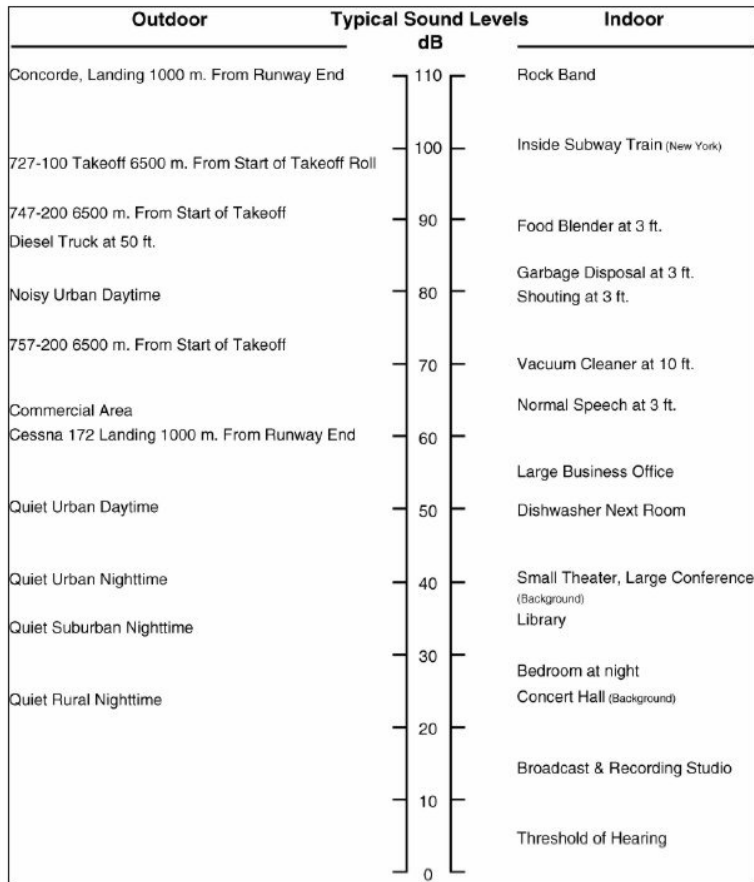 Outdoor Typical Sound Levels Indoor
dB
Concorde, Landing 1000 m. From Runway End 110 Rock Band
100 Inside Subway Train (New York)
727-100 Takeoff 6500 m. From Start of Takeoff Roll
747-200 6500 m. From Start of Takeoff 90 Food Blender at 3 ft.
Diesel Truck at 50 ft.
Garbage Disposal at 3 ft.
Noisy Urban Daytime 80 Shouting at 3 ft.
757-200 6500 m. From Start of Takeoff
70 Vacuum Cleaner at 10 ft.
Commercial Area Normal Speech at 3 ft.
Cessna 172 Landing 1000 m. From Runway End 60
Large Business Office
Quiet Urban Daytime 50 Dishwasher Next Room
Quiet Urban Nighttime 40 Small Theater, Large Conference
(Background)
Quiet Suburban Nighttime Library
30
Bedroom at night
Quiet Rural Nighttime Concert Hall (Background)
20
Broadcast & Recording Studio
10
Threshold of Hearing
0